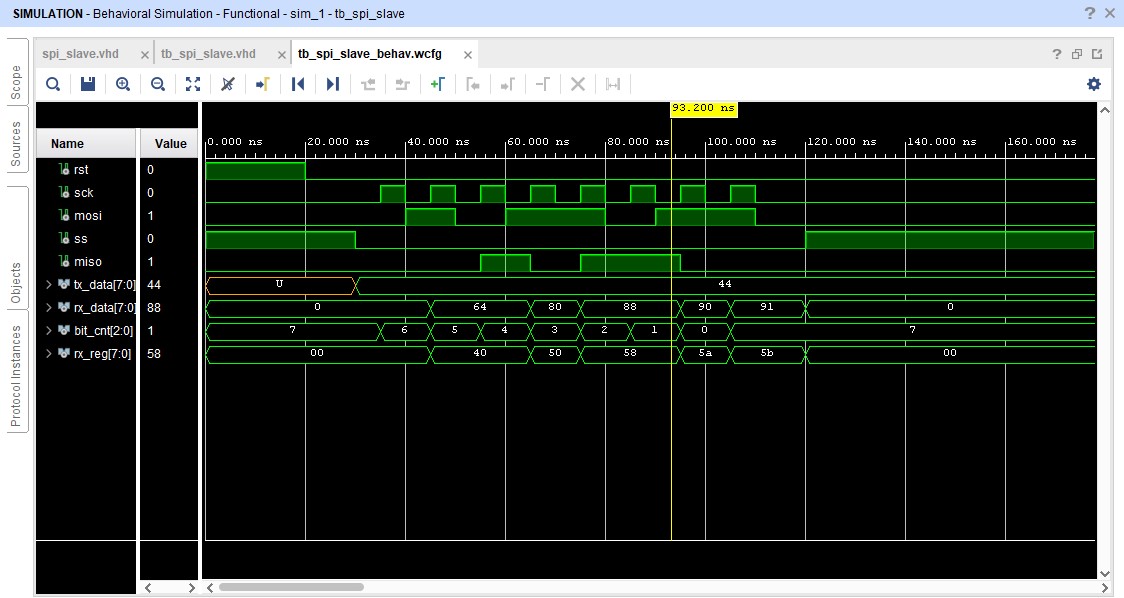 SIMULATION - Behavioral Simulation - Functional - sim_1 - tb_spi_slave
?
Scope
Sources
Objects
Protocol Instances
spi_slave.vhd
tb_spi_slave.vhd
tb_spi_slave_behav.wcfg
?
93.200 ns
Name Value 0.000 ns 20.000 ns 40.000 ns 60.000 ns 80.000 ns 100.000 ns 120.000 ns 140.000 ns 160.000 ns
rst 0
sck 0
mosi 1
ss 0
miso 1
tx_data[7:0] 44 U 44
rx_data[7:0] 88 0 64 80 88 90 91 0
bit_cnt[2:0] 1 7 6 5 4 3 2 1 0 7
rx_reg[7:0] 58 00 40 50 58 5a 5b 00